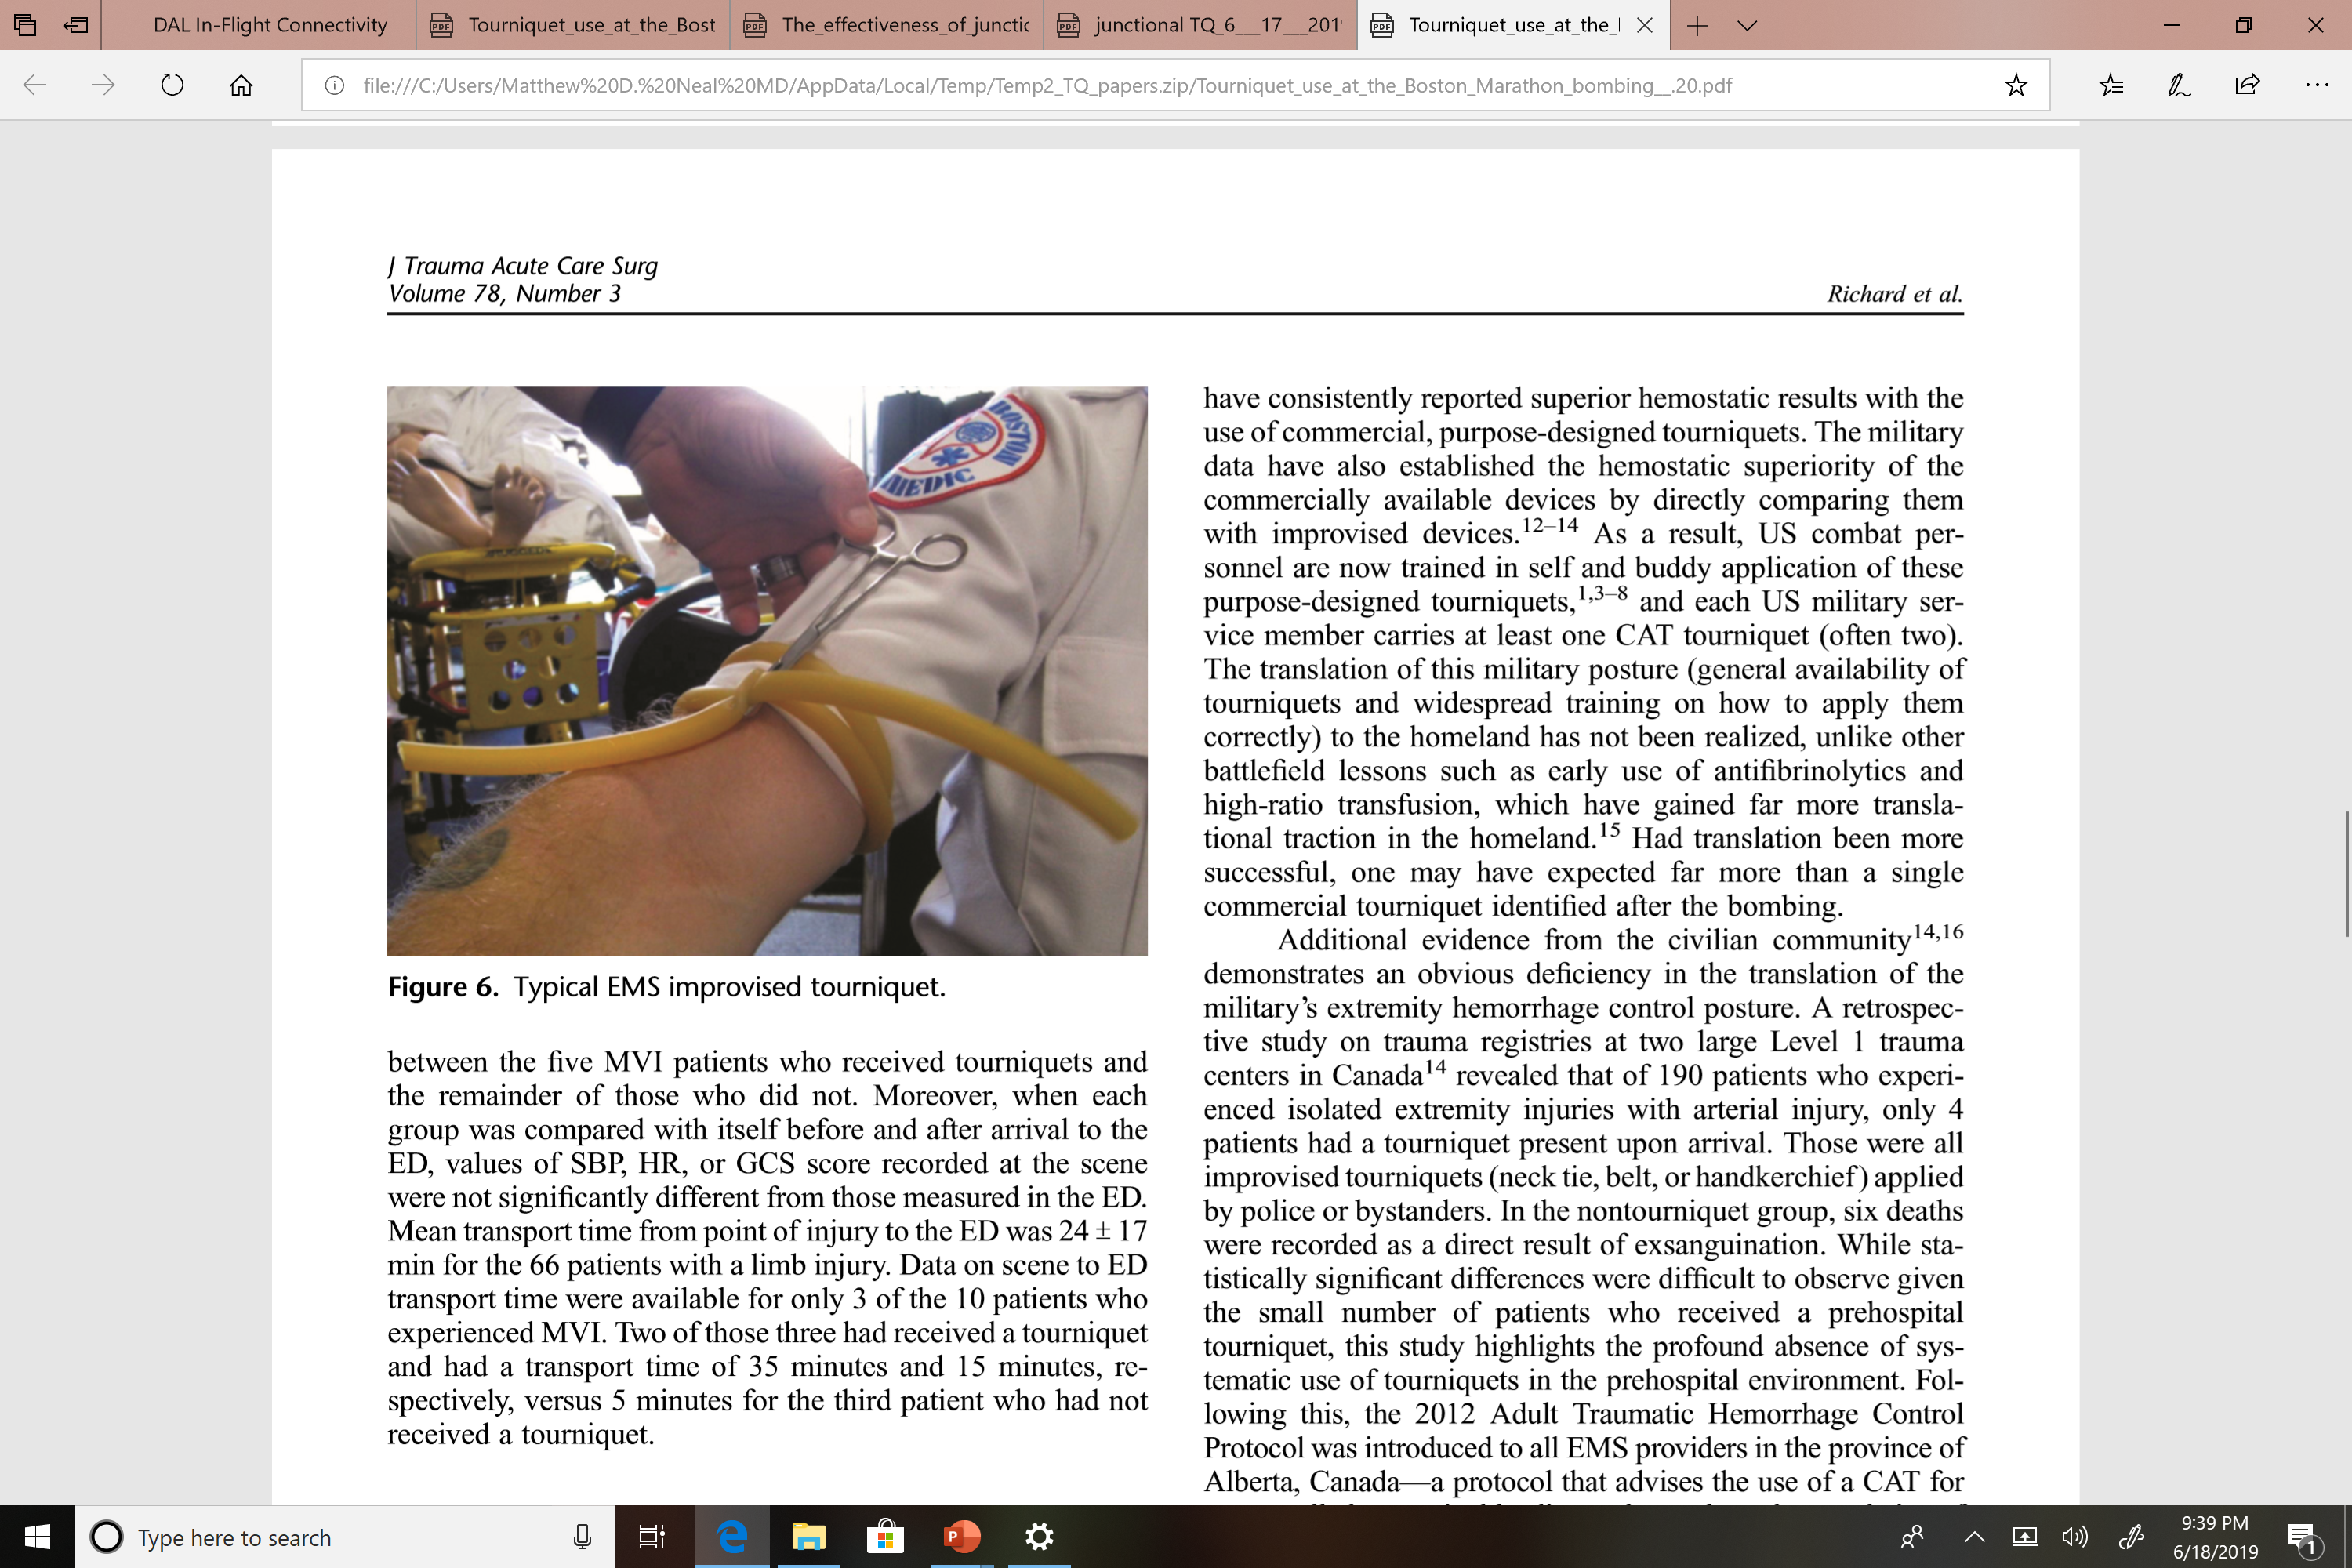 DAL In-Flight Connectivity
Tourniquet_use_at_the_Bost
The_effectiveness_of_junctic
junctional TQ_6__17__201
Tourniquet_use_at_the_
file:///C:/Users/Matthew%20D.%20Neal%20MD/AppData/Local/Temp/Temp2_TQ_papers.zip/Tourniquet_use_at_the_Boston_Marathon_bombing__.20.pdf
J Trauma Acute Care Surg
Volume 78, Number 3
Richard et al.
BOSTON
MEDIC
Figure 6. Typical EMS improvised tourniquet.
between the five MVI patients who received tourniquets and
the remainder of those who did not. Moreover, when each
group was compared with itself before and after arrival to the
ED, values of SBP, HR, or GCS score recorded at the scene
were not significantly different from those measured in the ED.
Mean transport time from point of injury to the ED was 24 ± 17
min for the 66 patients with a limb injury. Data on scene to ED
transport time were available for only 3 of the 10 patients who
experienced MVI. Two of those three had received a tourniquet
and had a transport time of 35 minutes and 15 minutes, re-
spectively, versus 5 minutes for the third patient who had not
received a tourniquet.
have consistently reported superior hemostatic results with the
use of commercial, purpose-designed tourniquets. The military
data have also established the hemostatic superiority of the
commercially available devices by directly comparing them
with improvised devices.12–14 As a result, US combat per-
sonnel are now trained in self and buddy application of these
purpose-designed tourniquets,1,3–8 and each US military ser-
vice member carries at least one CAT tourniquet (often two).
The translation of this military posture (general availability of
tourniquets and widespread training on how to apply them
correctly) to the homeland has not been realized, unlike other
battlefield lessons such as early use of antifibrinolytics and
high-ratio transfusion, which have gained far more transla-
tional traction in the homeland.15 Had translation been more
successful, one may have expected far more than a single
commercial tourniquet identified after the bombing.
Additional evidence from the civilian community14,16
demonstrates an obvious deficiency in the translation of the
military's extremity hemorrhage control posture. A retrospec-
tive study on trauma registries at two large Level 1 trauma
centers in Canada14 revealed that of 190 patients who experi-
enced isolated extremity injuries with arterial injury, only 4
patients had a tourniquet present upon arrival. Those were all
improvised tourniquets (neck tie, belt, or handkerchief) applied
by police or bystanders. In the nontourniquet group, six deaths
were recorded as a direct result of exsanguination. While sta-
tistically significant differences were difficult to observe given
the small number of patients who received a prehospital
tourniquet, this study highlights the profound absence of sys-
tematic use of tourniquets in the prehospital environment. Fol-
lowing this, the 2012 Adult Traumatic Hemorrhage Control
Protocol was introduced to all EMS providers in the province of
Alberta, Canada—a protocol that advises the use of a CAT for
Type here to search
9:39 PM
6/18/2019
1